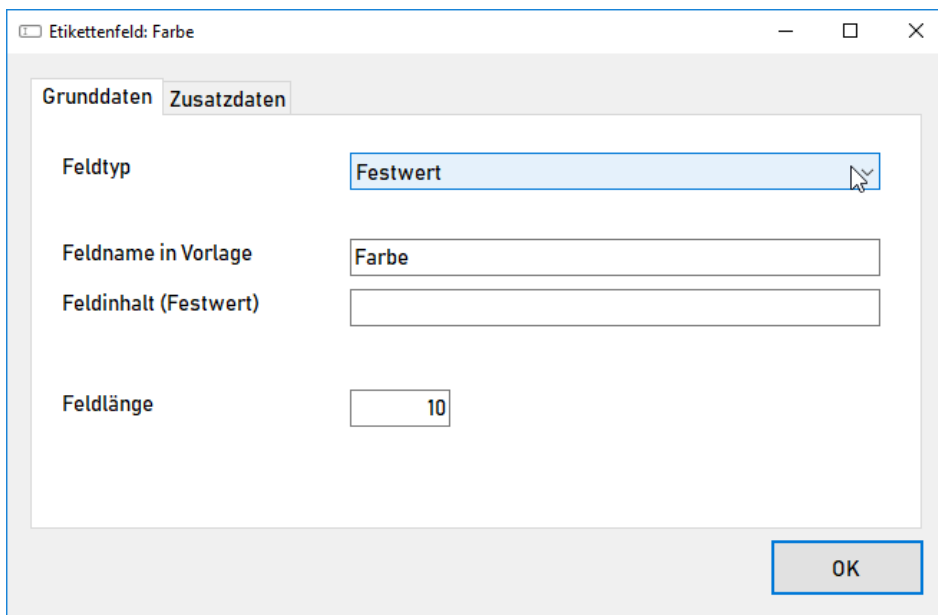 Etikettenfeld: Farbe
Grunddaten Zusatzdaten
Feldtyp Festwert
Feldname in Vorlage Farbe
Feldinhalt (Festwert)
Feldlänge 10
OK